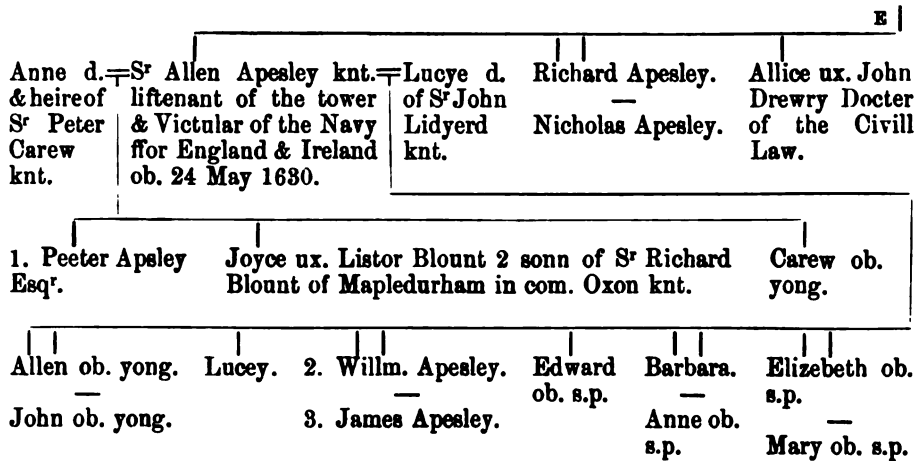 E
Anne d. & heire of Sr Peter Carew knt.
Sr Allen Apesley knt. liftenant of the tower & Victular of the Navy ffor England & Ireland ob. 24 May 1630.
Lucye d. of Sr John Lidyerd knt.
Richard Apesley.
Nicholas Apesley.
Allice ux. John Drewry Docter of the Civill Law.
1. Peeter Apsley
Esqr.
Joyce ux. Listor Blount 2 sonn of Sr Richard
Blount of Mapledurham in com. Oxon knt.
Carew ob.
yong.
Allen ob. yong.
John ob. yong.
Lucey.
2. Willm. Apesley.
3. James Apesley.
Edward
ob. s.p.
Barbara.
Anne ob.
s.p.
Elizebeth ob.
s.p.
Mary ob. s.p.